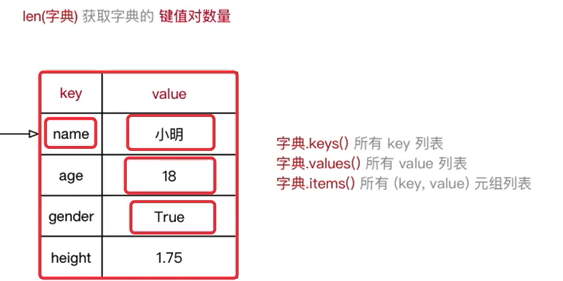 len(字典) 获取字典的 键值对数量
key value
name 小明
age 18
gender True
height 1.75
字典.keys() 所有 key 列表
字典.values() 所有 value 列表
字典.items() 所有 (key, value) 元组列表